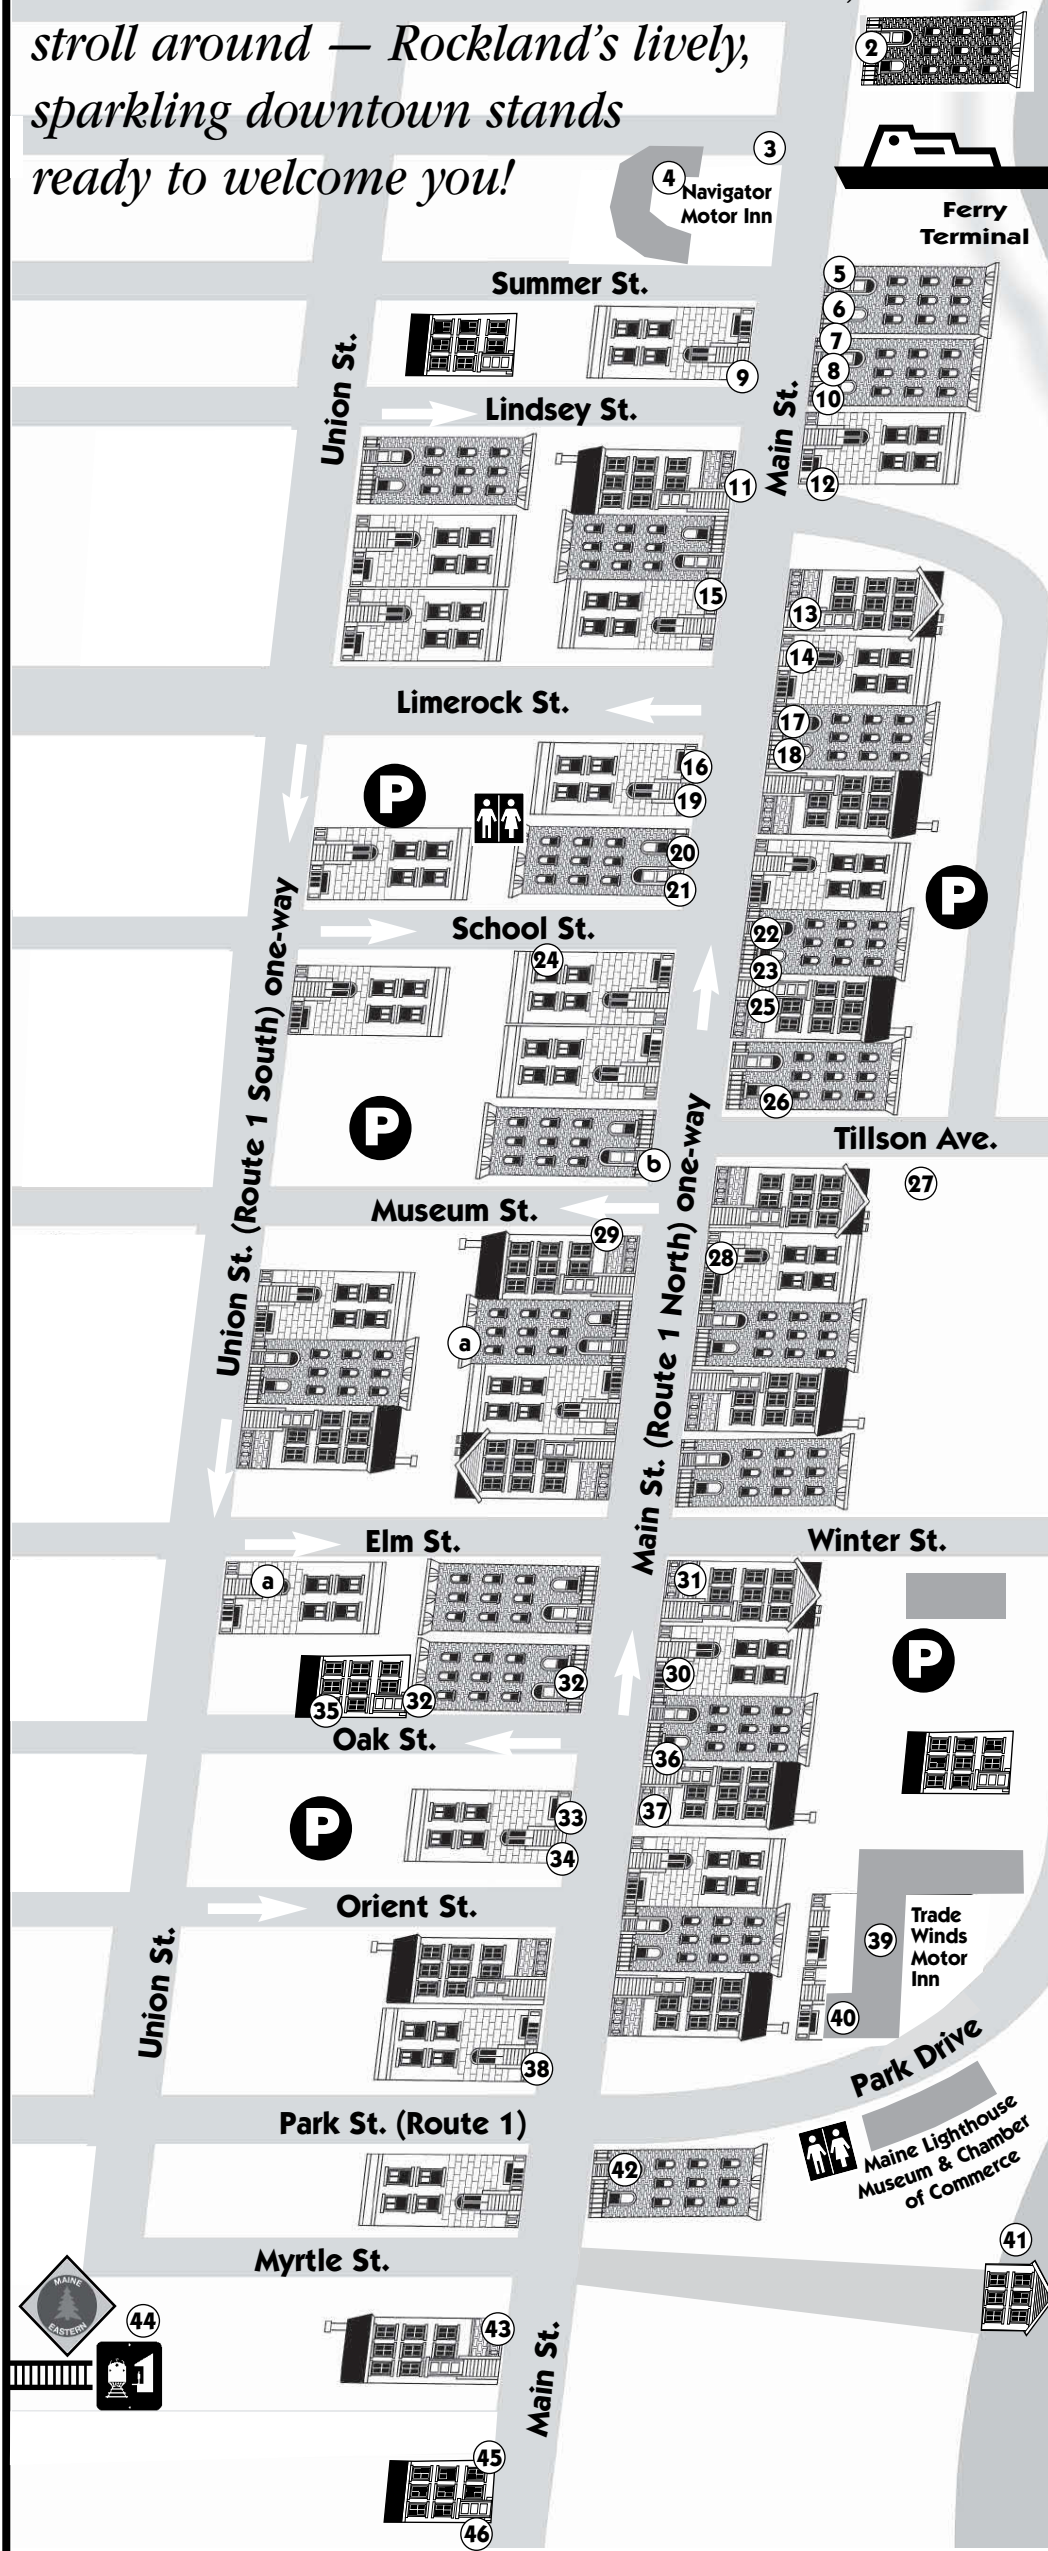 stroll around — Rockland's lively,
sparkling downtown stands
ready to welcome you!
2
3
4
Navigator
Motor Inn
Ferry
Terminal
Summer St.
5
6
7
8
9
10
Union St.
Lindsey St.
Main St.
11
12
13
14
15
Limerock St.
16
17
18
19
P
20
21
P
School St.
22
23
24
25
26
Union St. (Route 1 South) one-way
P
b
Tillson Ave.
27
Museum St.
Main St. (Route 1 North) one-way
28
29
a
Elm St.
Winter St.
a
31
30
P
32
32
35
Oak St.
36
37
P
33
34
Orient St.
39
Trade
Winds
Motor
Inn
40
Union St.
38
Park Drive
Park St. (Route 1)
Maine Lighthouse
Museum & Chamber
of Commerce
42
41
Myrtle St.
MAINE
EASTERN
44
43
Main St.
45
46